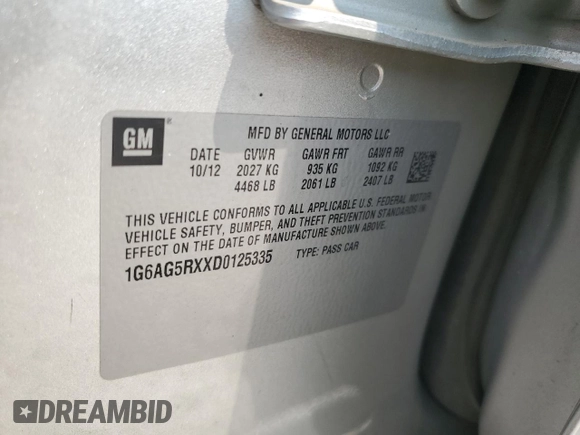 GM ®
MFD BY GENERAL MOTORS LLC
DATE GVWR GAWR FRT GAWR RR
10/12 2027 KG 935 KG 1092 KG
4468 LB 2061 LB 2407 LB
THIS VEHICLE CONFORMS TO ALL APPLICABLE U.S. FEDERAL MOTOR
VEHICLE SAFETY, BUMPER, AND THEFT PREVENTION STANDARDS IN
EFFECT ON THE DATE OF MANUFACTURE SHOWN ABOVE.
1G6AG5RXXD0125335 TYPE: PASS CAR
DREAMBID